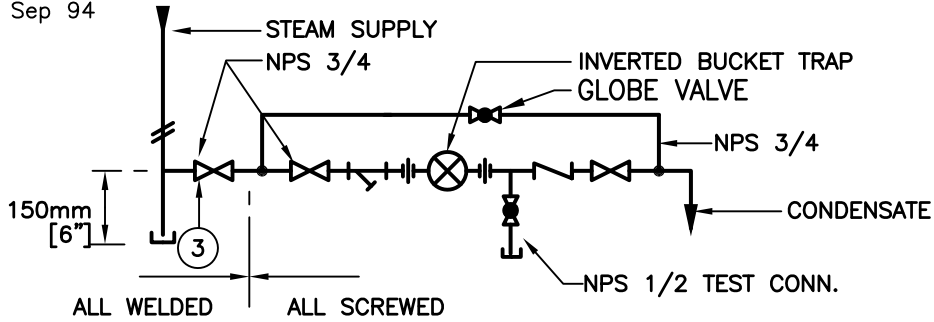 Sep 94
STEAM SUPPLY
NPS 3/4
INVERTED BUCKET TRAP
GLOBE VALVE
NPS 3/4
150mm
[6"]
3
CONDENSATE
NPS 1/2 TEST CONN.
ALL WELDED
ALL SCREWED